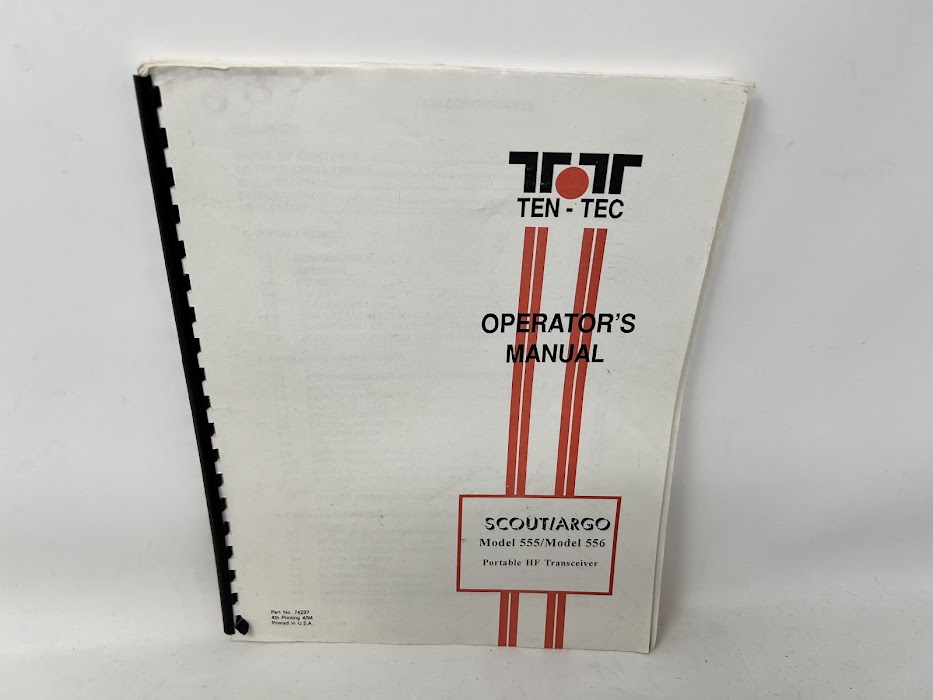 TEN - TEC
OPERATOR'S
MANUAL
SCOUT/ARGO
Model 555/Model 556
Portable HF Transceiver
Part No. 74237
4th Printing 4/94
Printed in U.S.A.